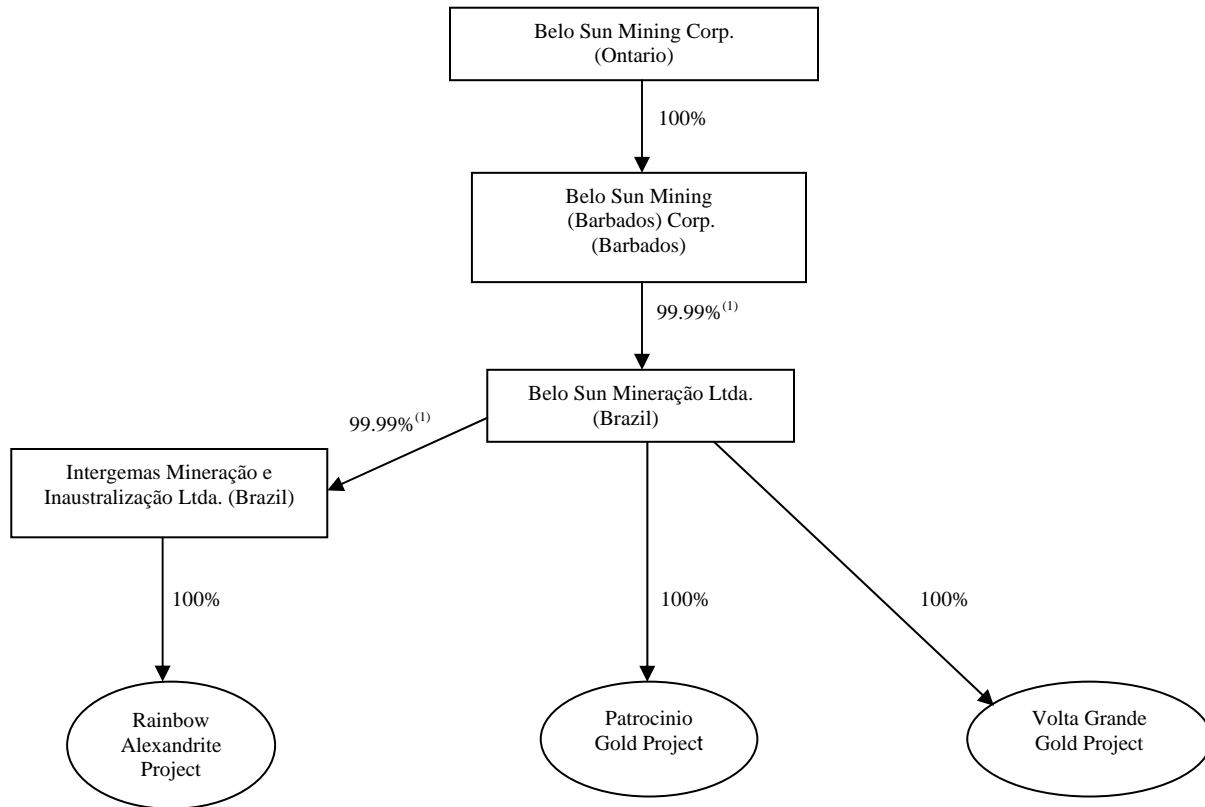 Belo Sun Mining Corp.
(Ontario)
100%
Belo Sun Mining
(Barbados) Corp.
(Barbados)
99.99%(1)
Belo Sun Mineração Ltda.
(Brazil)
99.99%(1)
Intergemas Mineração e
Inaustralização Ltda. (Brazil)
100%
100%
100%
Rainbow
Alexandrite
Project
Patrocinio
Gold Project
Volta Grande
Gold Project